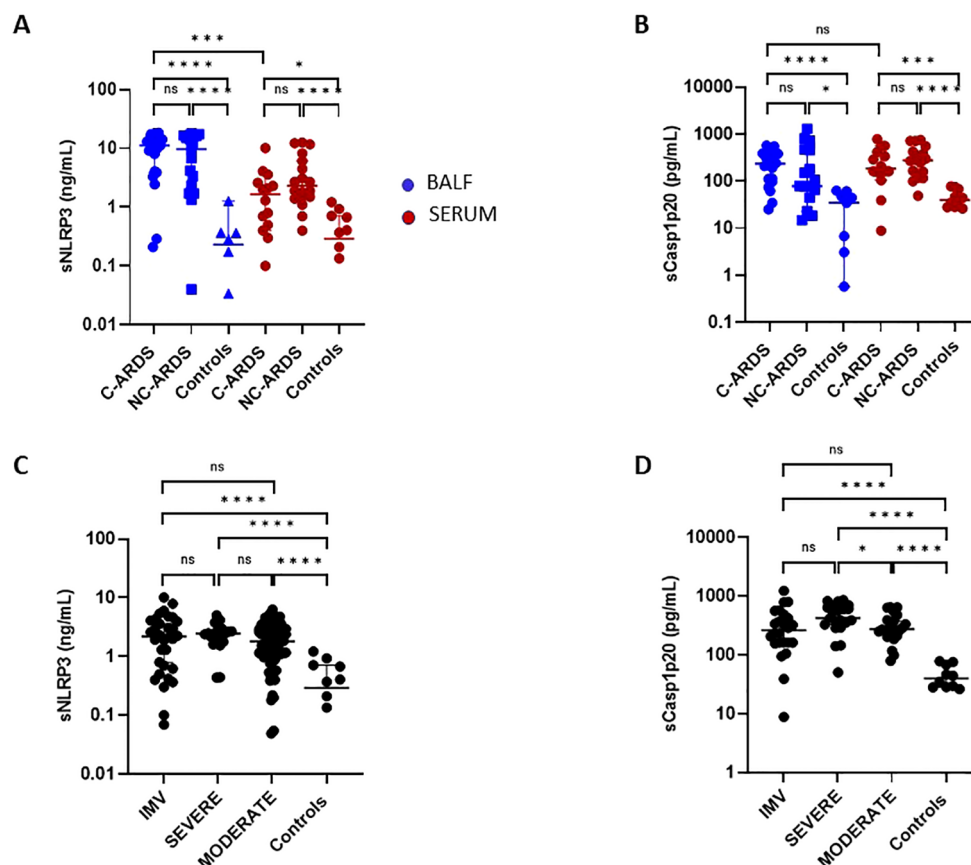 A
* * *
* * * *
*
ns
* * * *
ns
* * * *
100
10
1
0.1
0.01
sNLRP3 (ng/mL)
C-ARDS
NC-ARDS
Controls
C-ARDS
NC-ARDS
Controls
BALF
SERUM
B
ns
* * * *
* * *
ns
*
ns
* * * *
10000
1000
100
10
1
0.1
sCasp1p20 (pg/mL)
C-ARDS
NC-ARDS
Controls
C-ARDS
NC-ARDS
Controls
C
ns
* * * *
* * * *
ns
ns
* * * *
100
10
1
0.1
0.01
sNLRP3 (ng/mL)
IMV
SEVERE
MODERATE
Controls
D
ns
* * * *
* * * *
ns
*
* * * *
10000
1000
100
10
1
sCasp1p20 (pg/mL)
IMV
SEVERE
MODERATE
Controls